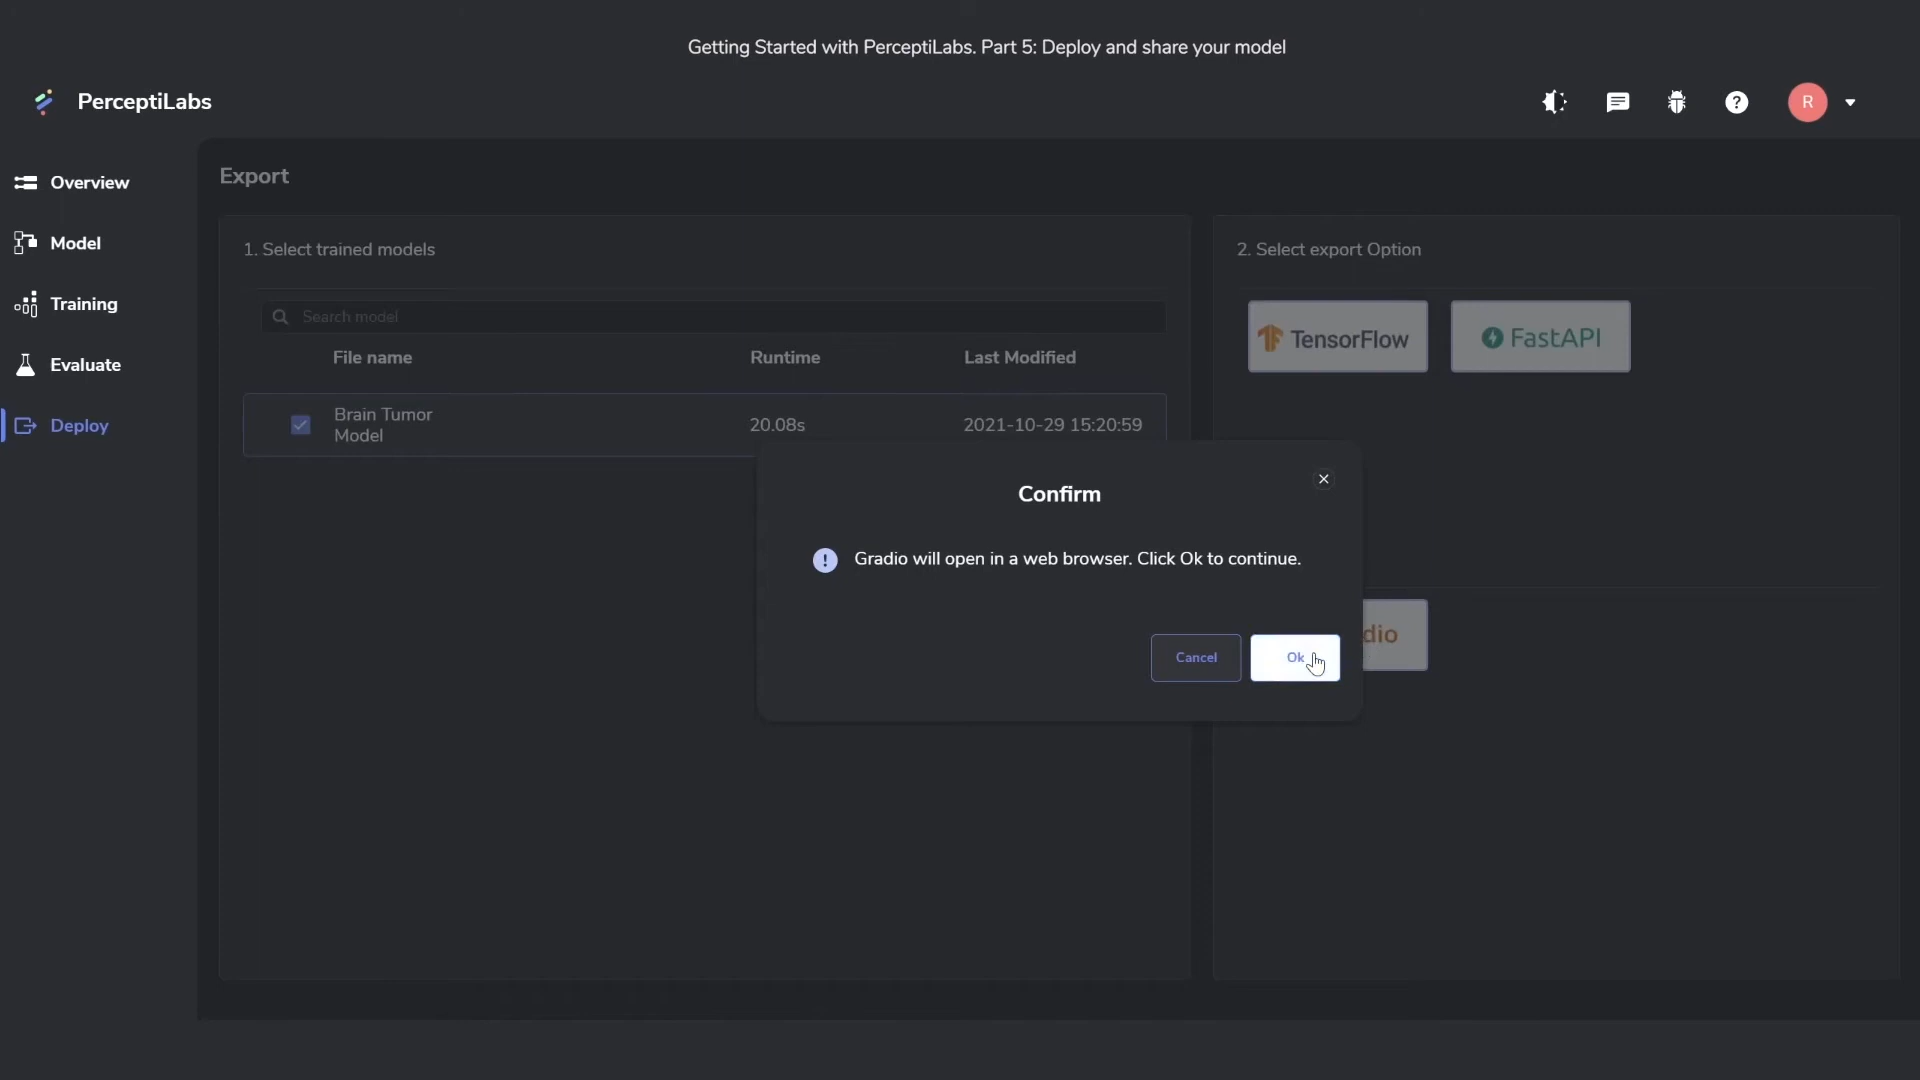 Getting Started with PerceptiLabs. Part 5: Deploy and share your model
PerceptiLabs
R
Overview
Model
Training
Evaluate
Deploy
Export
1. Select trained models
Search model
File name Runtime Last Modified
Brain Tumor
Model
20.08s
2021-10-29 15:20:59
2. Select export Option
TensorFlow
FastAPI
dio
Confirm
Gradio will open in a web browser. Click Ok to continue.
Cancel
Ok